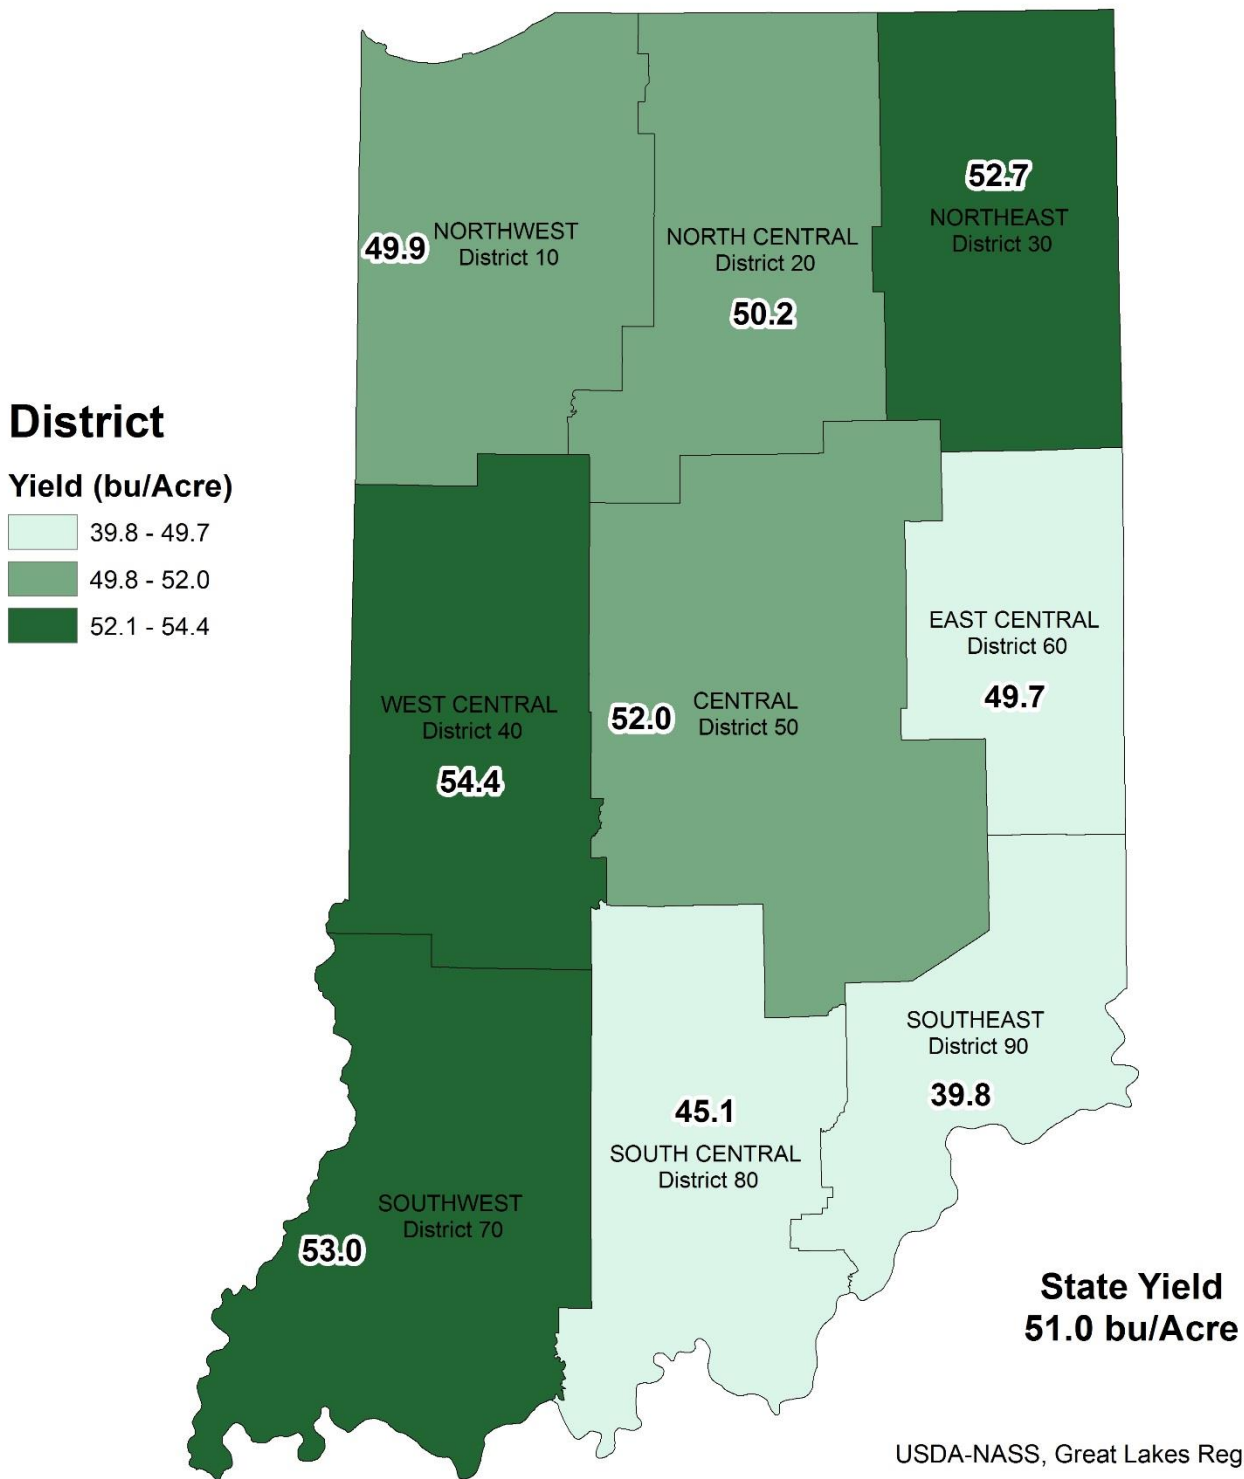 52.7
NORTHEAST
District 30
NORTHWEST
District 10
49.9
NORTH CENTRAL
District 20
50.2
District
Yield (bu/Acre)
39.8 - 49.7
49.8 - 52.0
52.1 - 54.4
EAST CENTRAL
District 60
49.7
WEST CENTRAL
District 40
54.4
52.0
CENTRAL
District 50
SOUTHEAST
District 90
39.8
45.1
SOUTH CENTRAL
District 80
SOUTHWEST
District 70
53.0
State Yield
51.0 bu/Acre
USDA-NASS, Great Lakes Reg